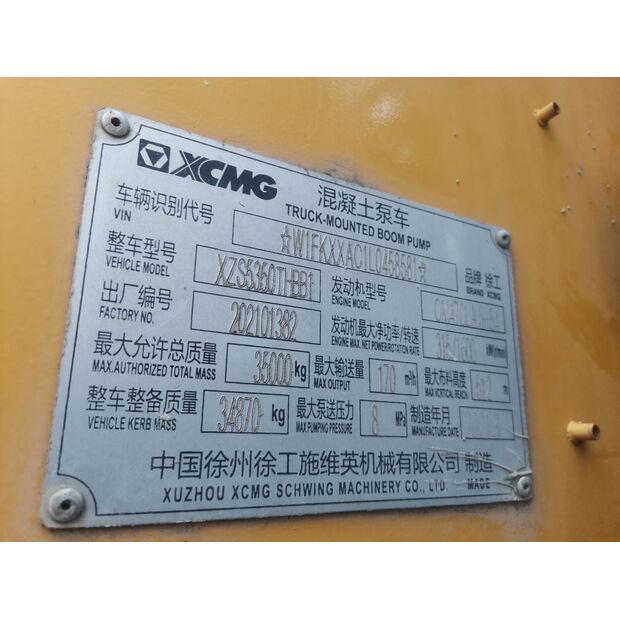 XCMG
混凝土泵车
TRUCK-MOUNTED BOOM PUMP
车辆识别代号
VIN
☆W1FKXXAC1L0458581☆
整车型号 XZS5350THBB1 发动机型号 品牌 徐工
VEHICLE MODEL ENGINE MODEL BRAND XCMG
出厂编号 202101382 发动机最大净功率/转速 kW(r/min)
FACTORY NO. ENGINE MAX. NET POWER/ROTATION RATE
最大允许总质量 35000 kg 最大输送量 170 m³/h 最大布料高度 m
MAX.AUTHORIZED TOTAL MASS MAX OUTPUT MAX VCRTICAL REACH
整车整备质量 34870 kg 最大泵送压力 8 MPa 制造年月
VEHICLE KERB MASS MAX PUMPING PRESSURE MANUFACTURE DATE
中国徐州徐工施维英机械有限公司 制造
XUZHOU XCMG SCHWING MACHINERY CO., LTD. MADE